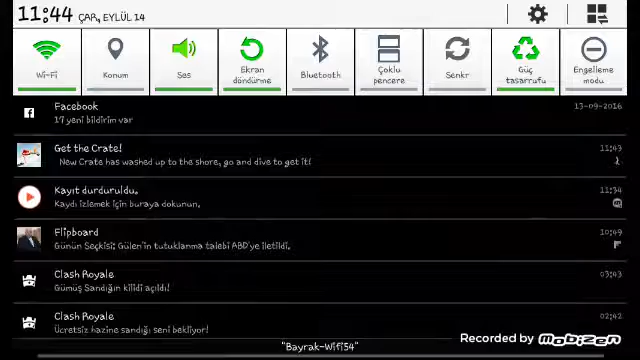 11:44 ÇAR, EYLÜL 14
Wi-Fi
Konum
Ses
Ekran
döndürme
Bluetooth
Çoklu
pencere
Senkr
Güç
tasarrufu
Engelleme
modu
Facebook 13-09-2016
17 yeni bildirim var
Get the Crate! 11:43
New Crate has washed up to the shore, go and dive to get it!
Kayıt durduruldu. 11:34
Kaydı izlemek için buraya dokunun.
Flipboard 10:49
Günün Seçkisi: Gülen'in tutuklanma talebi ABD'ye iletildi.
Clash Royale 03:43
Gümüş Sandığın kilidi açıldı!
Clash Royale 02:42
Ücretsiz hazine sandığı seni bekliyor!
"Bayrak-Wifi54"
Recorded by Mobizen